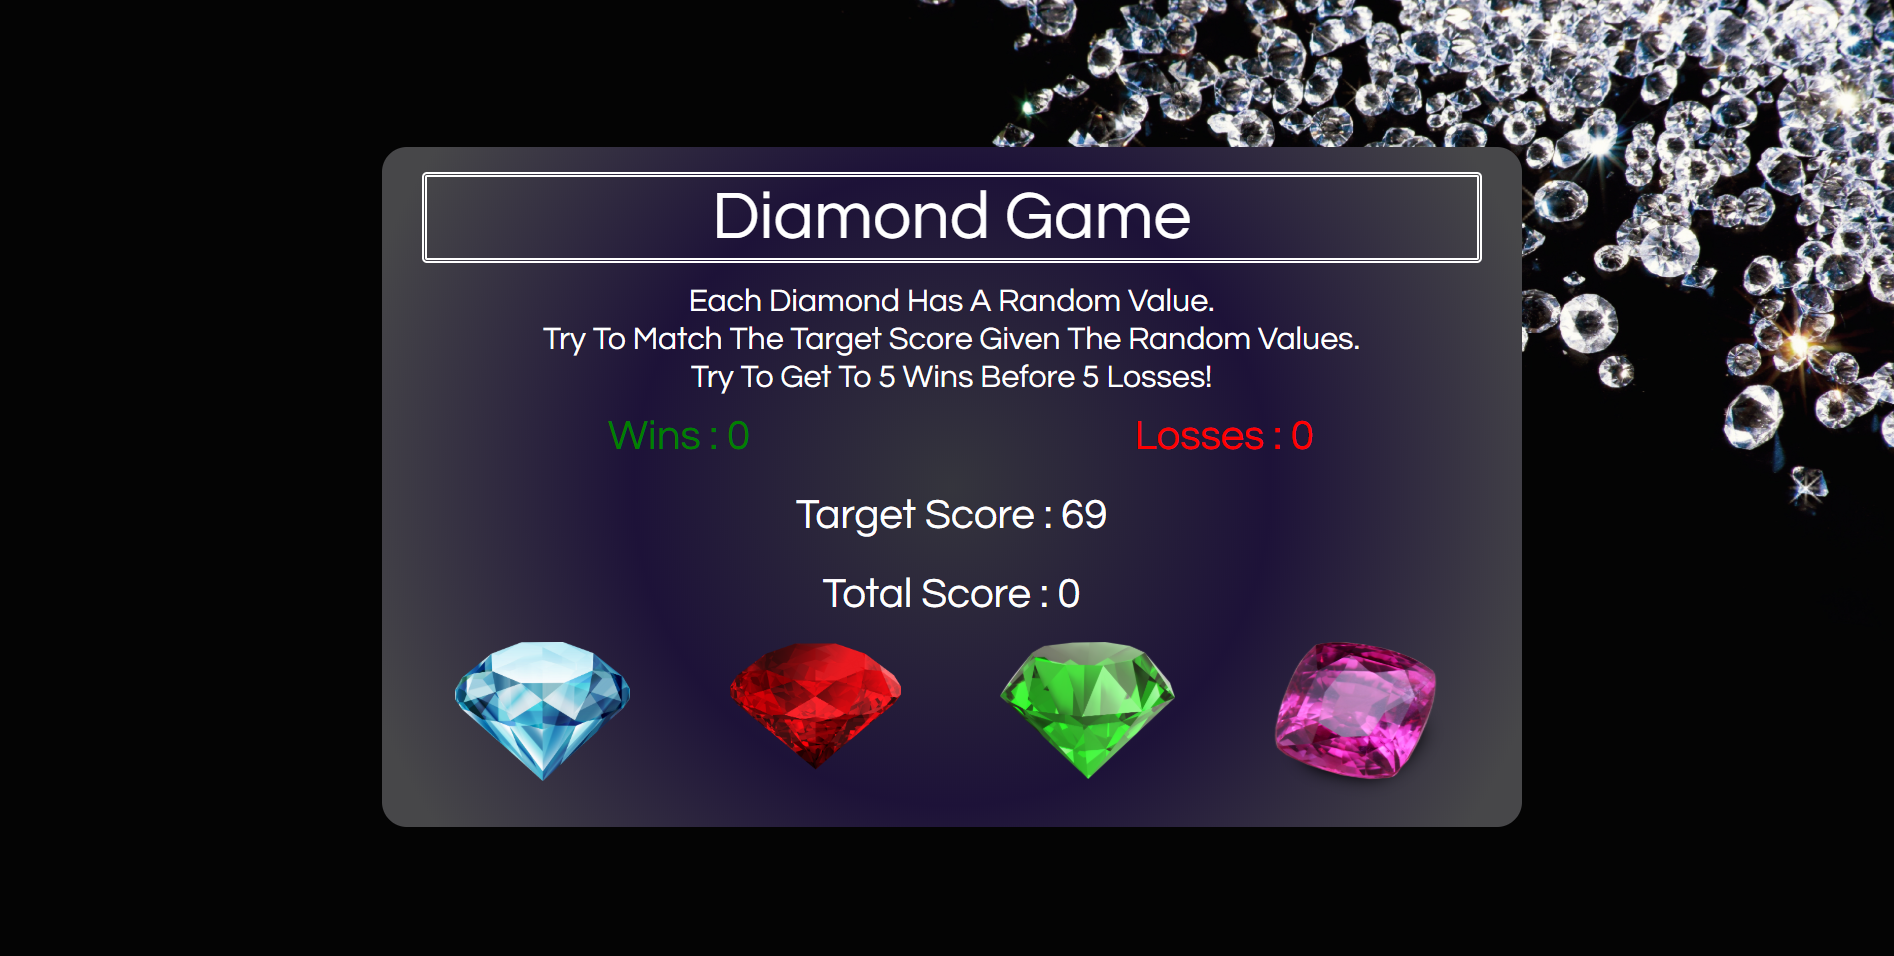 Diamond Game
Each Diamond Has A Random Value.
Try To Match The Target Score Given The Random Values.
Try To Get To 5 Wins Before 5 Losses!
Wins : 0
Losses : 0
Target Score : 69
Total Score : 0